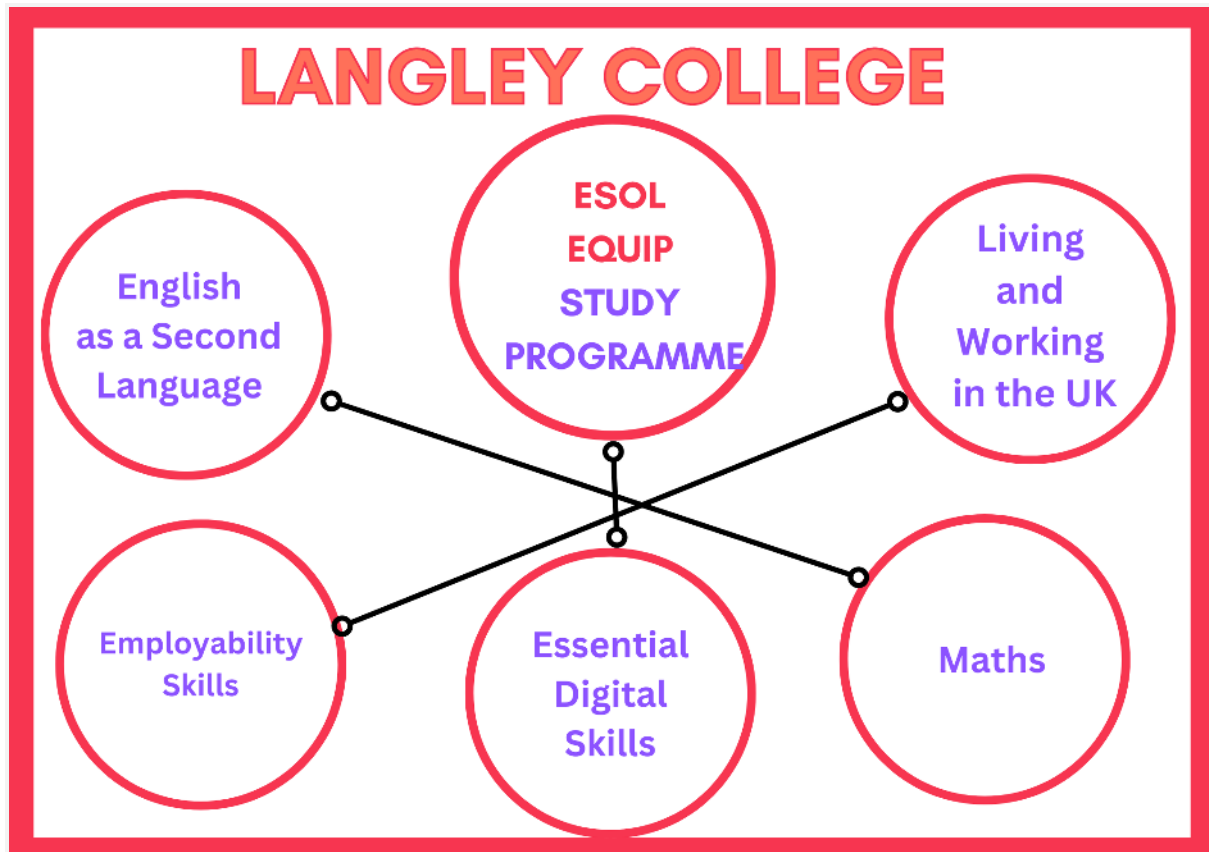 LANGLEY COLLEGE
ESOL
EQUIP
STUDY
PROGRAMME
English
as a Second
Language
Living
and
Working
in the UK
Employability
Skills
Essential
Digital
Skills
Maths